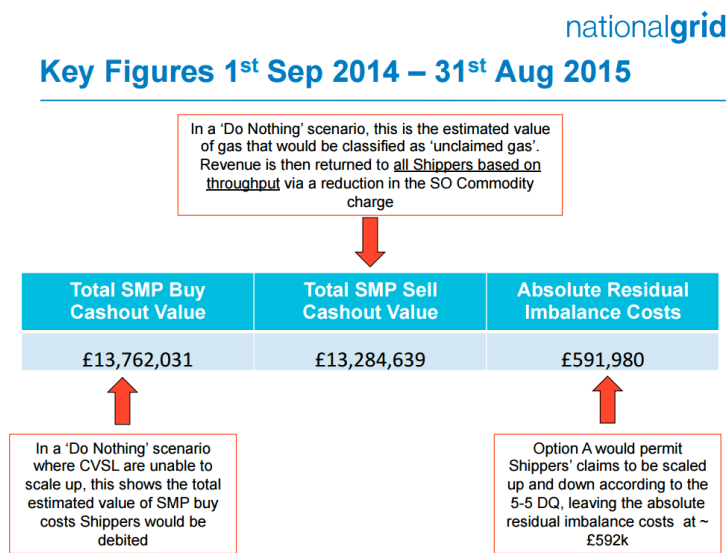 nationalgrid
Key Figures 1st Sep 2014 – 31st Aug 2015
In a ‘Do Nothing’ scenario, this is the estimated value
of gas that would be classified as ‘unclaimed gas’.
Revenue is then returned to all Shippers based on
throughput via a reduction in the SO Commodity
charge
Total SMP Buy
Cashout Value
Total SMP Sell
Cashout Value
Absolute Residual
Imbalance Costs
£13,762,031
£13,284,639
£591,980
In a ‘Do Nothing’ scenario
where CVSL are unable to
scale up, this shows the total
estimated value of SMP buy
costs Shippers would be
debited
Option A would permit
Shippers’ claims to be scaled
up and down according to the
5-5 DQ, leaving the absolute
residual imbalance costs at ~
£592k